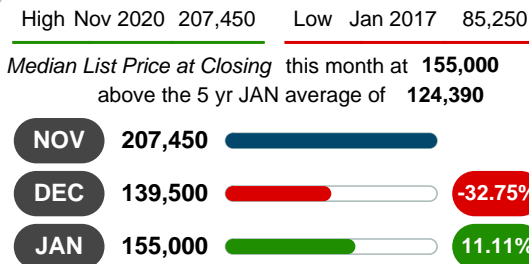 High Nov 2020 207,450 Low Jan 2017 85,250
Median List Price at Closing this month at 155,000
above the 5 yr JAN average of 124,390
NOV 207,450
DEC 139,500 -32.75%
JAN 155,000 11.11%